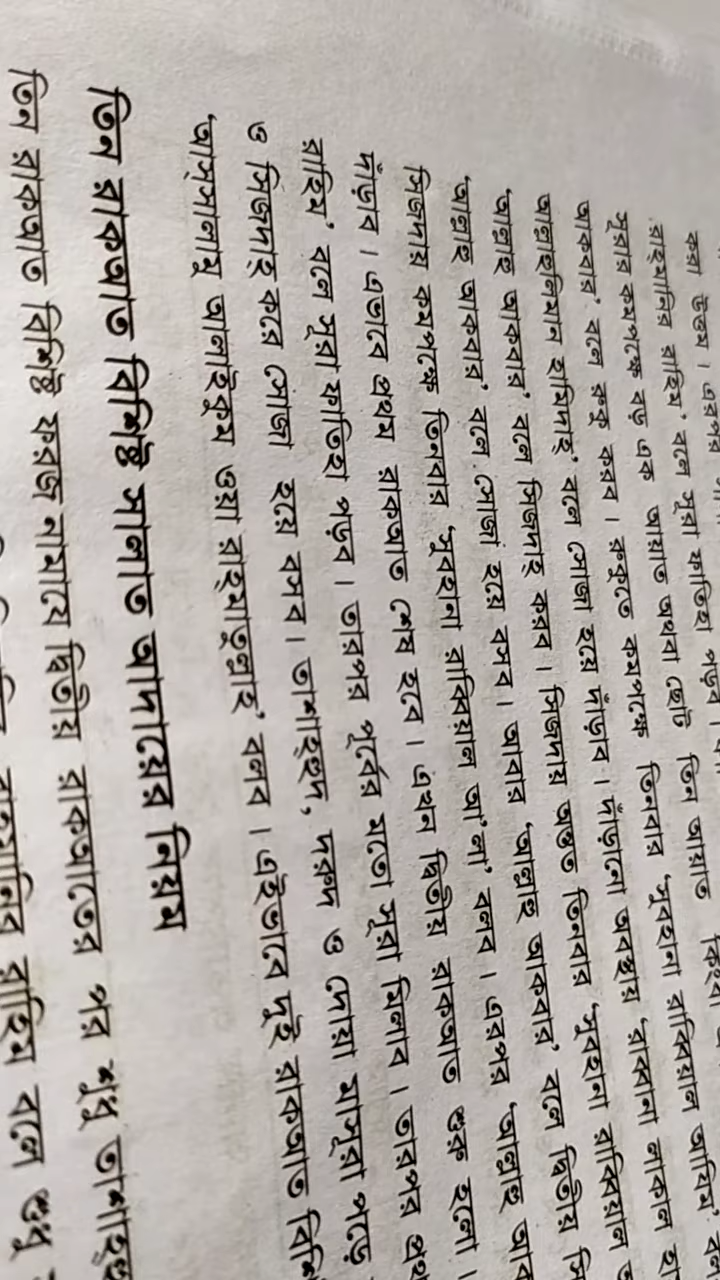 করা উত্তম । এরপর
রাহমানির রাহিম' বলে সুরা ফাতিহা পড়ব ।
সুরার কমপক্ষে বড় এক আয়াত অথবা ছোট তিন আয়াত কিংবা
আকবার' বলে রুকু করব । রুকুতে কমপক্ষে তিনবার 'সুবহানা রাব্বিয়াল আযিম'
আল্লাহুলিমান হামিদাহ্' বলে সোজা হয়ে দাঁড়াব । দাঁড়ানো অবস্থায় 'রাব্বানা লাকাল
'আল্লাহু আকবার' বলে সিজদাহ্ করব । সিজদায় অন্তত তিনবার 'সুবহানা রাব্বিয়াল
'আল্লাহু আকবার' বলে সোজা হয়ে বসব । আবার 'আল্লাহু আকবার' বলে দ্বিতীয়
সিজদায় কমপক্ষে তিনবার 'সুবহানা রাব্বিয়াল আ'লা' বলব । এরপর 'আল্লাহু
দাঁড়াব । এভাবে প্রথম রাকআত শেষ হবে । এখন দ্বিতীয় রাকআত শুরু হলো ।
রাহিম' বলে সুরা ফাতিহা পড়ব । তারপর পূর্বের মতো সুরা মিলাব । তারপর
ও সিজদাহ্ করে সোজা হয়ে বসব । তাশাহ্হুদ, দরুদ ও দোয়া মাসুরা পড়ে
'আস্সালামু আলাইকুম ওয়া রাহ্মাতুল্লাহ্' বলব । এইভাবে দুই রাকআত
তিন রাকআত বিশিষ্ট সালাত আদায়ের নিয়ম
তিন রাকআত বিশিষ্ট ফরজ নামাযে দ্বিতীয় রাকআতের পর শুধু
রাহমানির রাহিম বলে শুধু